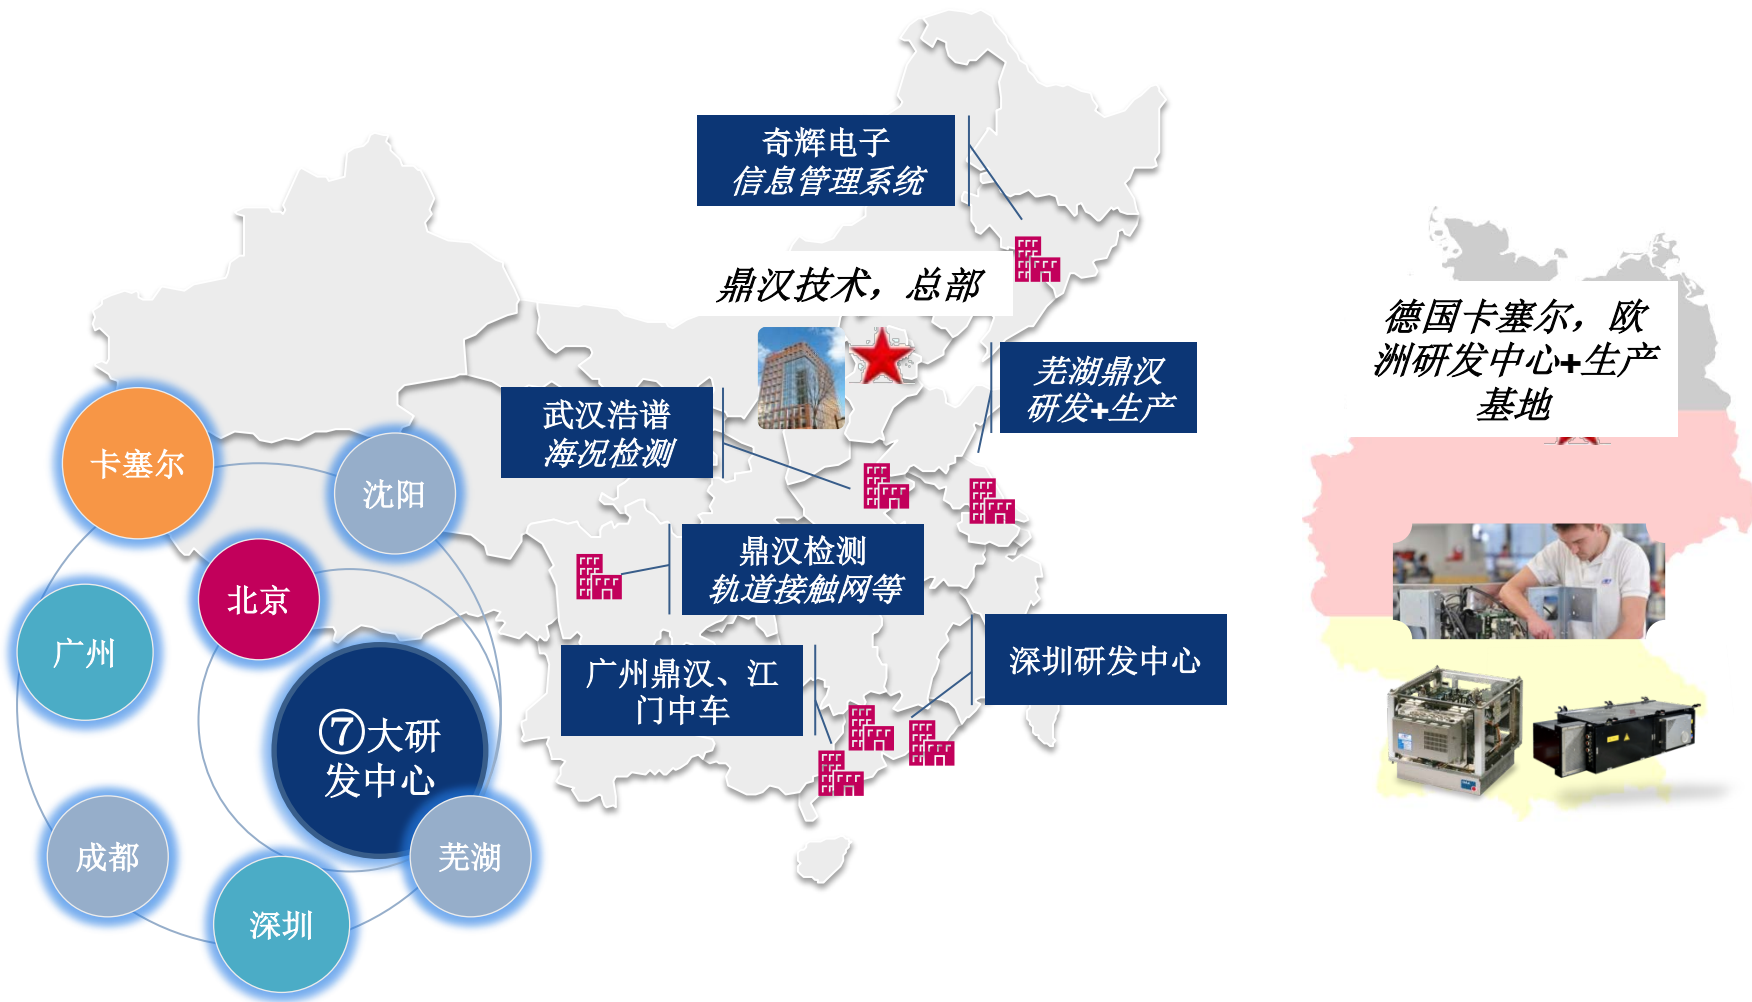 奇辉电子
信息管理系统
鼎汉技术，总部
德国卡塞尔，欧
洲研发中心+生产
基地
芜湖鼎汉
研发+生产
武汉浩谱
海况检测
鼎汉检测
轨道接触网等
深圳研发中心
广州鼎汉、江
门中车
卡塞尔
沈阳
北京
广州
⑦大研
发中心
成都
芜湖
深圳